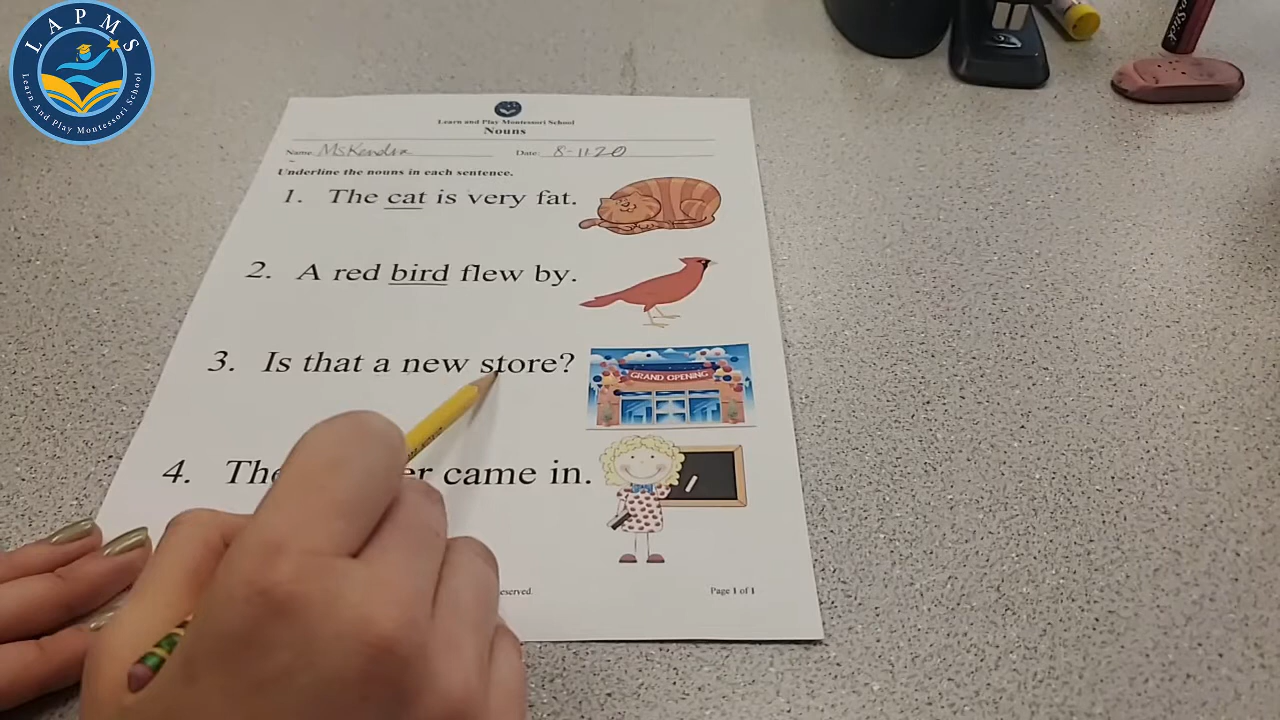 LAPMS
Learn And Play Montessori School
Learn and Play Montessori School
Nouns
Name: MsKendra Date: 8-11-20
Underline the nouns in each sentence.
1. The cat is very fat.
2. A red bird flew by.
3. Is that a new store?
GRAND OPENING
4. The came in.
Page 1 of 1